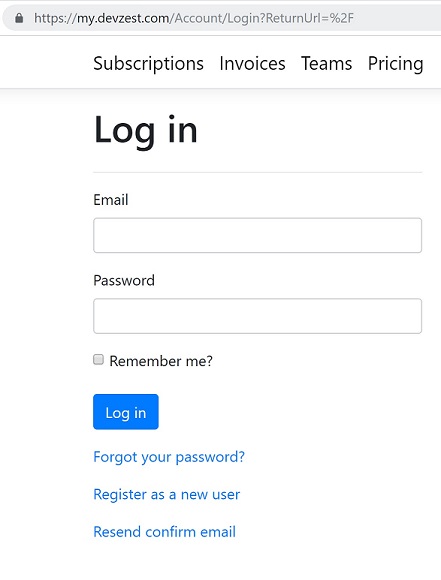 https://my.devzest.com/Account/Login?ReturnUrl=%2F
Subscriptions Invoices Teams Pricing
Log in
Email
Password
Remember me?
Log in
Forgot your password?
Register as a new user
Resend confirm email